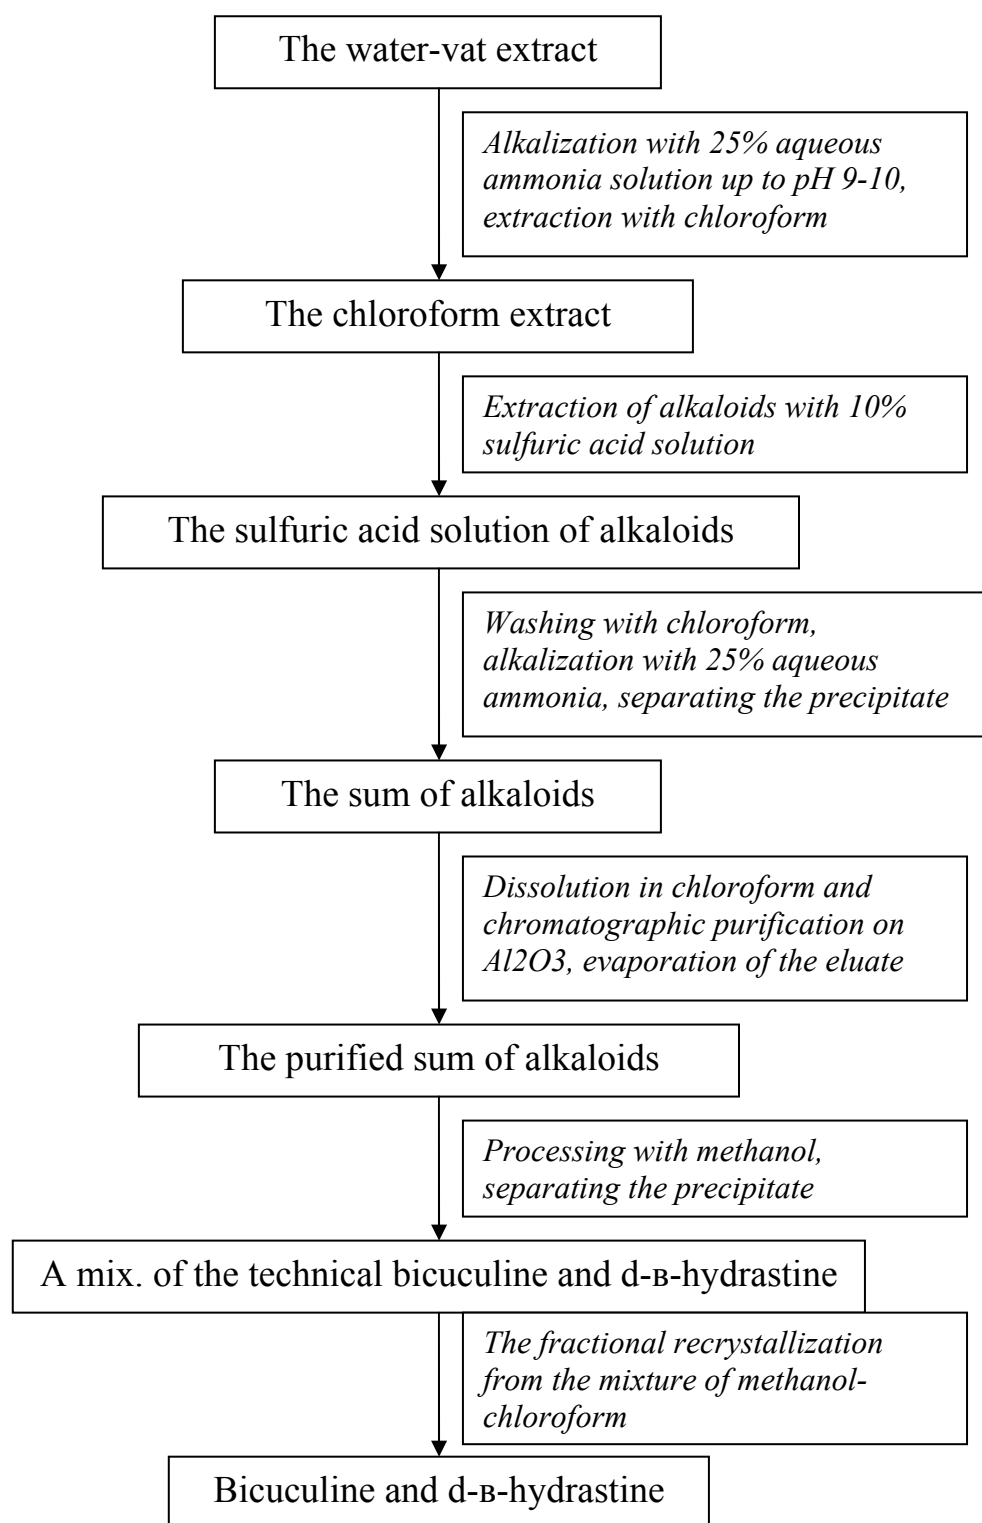 The water-vat extract
Alkalization with 25% aqueous
ammonia solution up to pH 9-10,
extraction with chloroform
The chloroform extract
Extraction of alkaloids with 10%
sulfuric acid solution
The sulfuric acid solution of alkaloids
Washing with chloroform,
alkalization with 25% aqueous
ammonia, separating the precipitate
The sum of alkaloids
Dissolution in chloroform and
chromatographic purification on
Al2O3, evaporation of the eluate
The purified sum of alkaloids
Processing with methanol,
separating the precipitate
A mix. of the technical bicuculine and d-в-hydrastine
The fractional recrystallization
from the mixture of methanol-
chloroform
Bicuculine and d-в-hydrastine